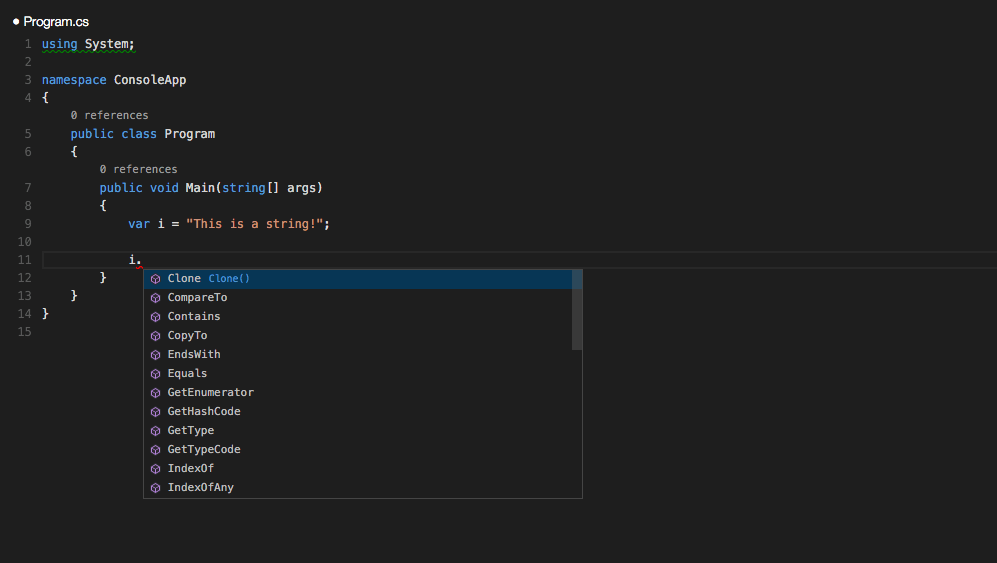 ● Program.cs
1 using System;
2
3 namespace ConsoleApp
4 {
0 references
5 public class Program
6 {
0 references
7 public void Main(string[] args)
8 {
9 var i = "This is a string!";
10
11 i.
12 }
13 }
14 }
15
Clone Clone()
CompareTo
Contains
CopyTo
EndsWith
Equals
GetEnumerator
GetHashCode
GetType
GetTypeCode
IndexOf
IndexOfAny